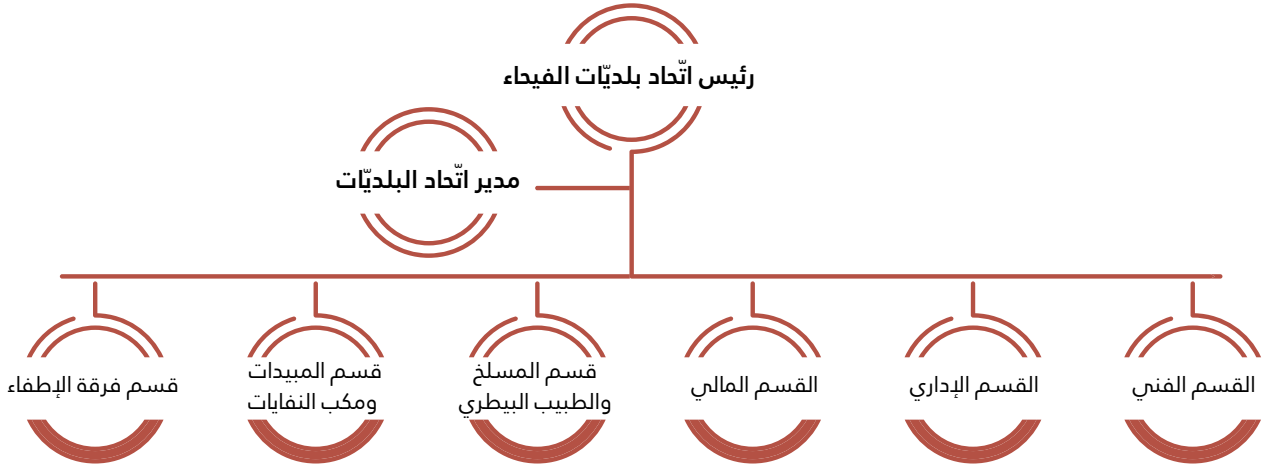 رئيس اتّحاد بلديّات الفيحاء
مدير اتّحاد البلديّات
القسم الفني
القسم الإداري
القسم المالي
قسم المسلخ
والطبيب البيطري
قسم المبيدات
ومكب النفايات
قسم فرقة الإطفاء